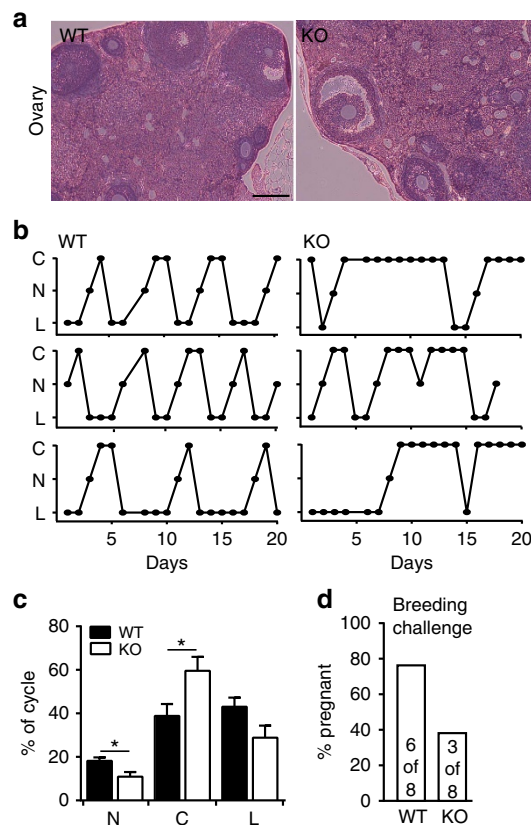 a
WT
KO
Ovary
b
WT
KO
C
N
L
C
N
L
C
N
L
5 10 15 20
5 10 15 20
Days
Days
c
d
WT
KO
*
*
% of cycle
80
60
40
20
0
N C L
Breeding
challenge
% pregnant
100
80
60
40
20
0
6
of
8
3
of
8
WT KO